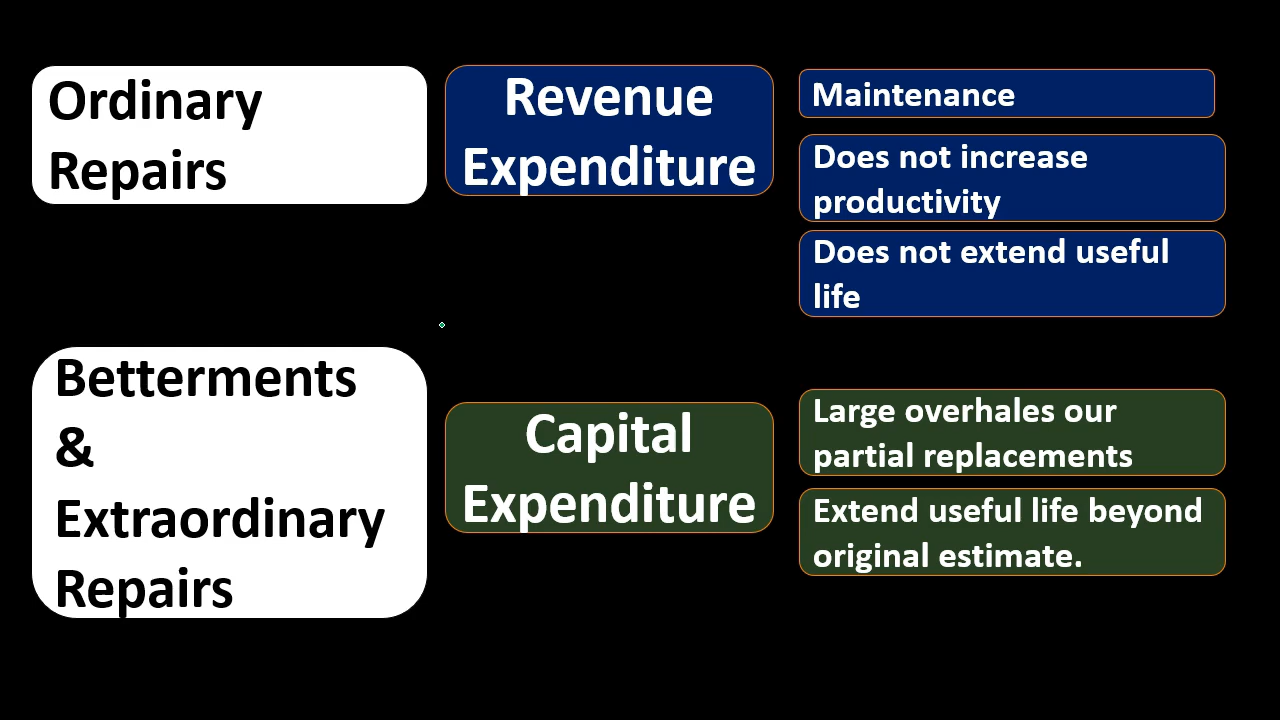 Ordinary
Repairs
Revenue
Expenditure
Maintenance
Does not increase
productivity
Does not extend useful
life
Betterments
&
Extraordinary
Repairs
Capital
Expenditure
Large overhales our
partial replacements
Extend useful life beyond
original estimate.